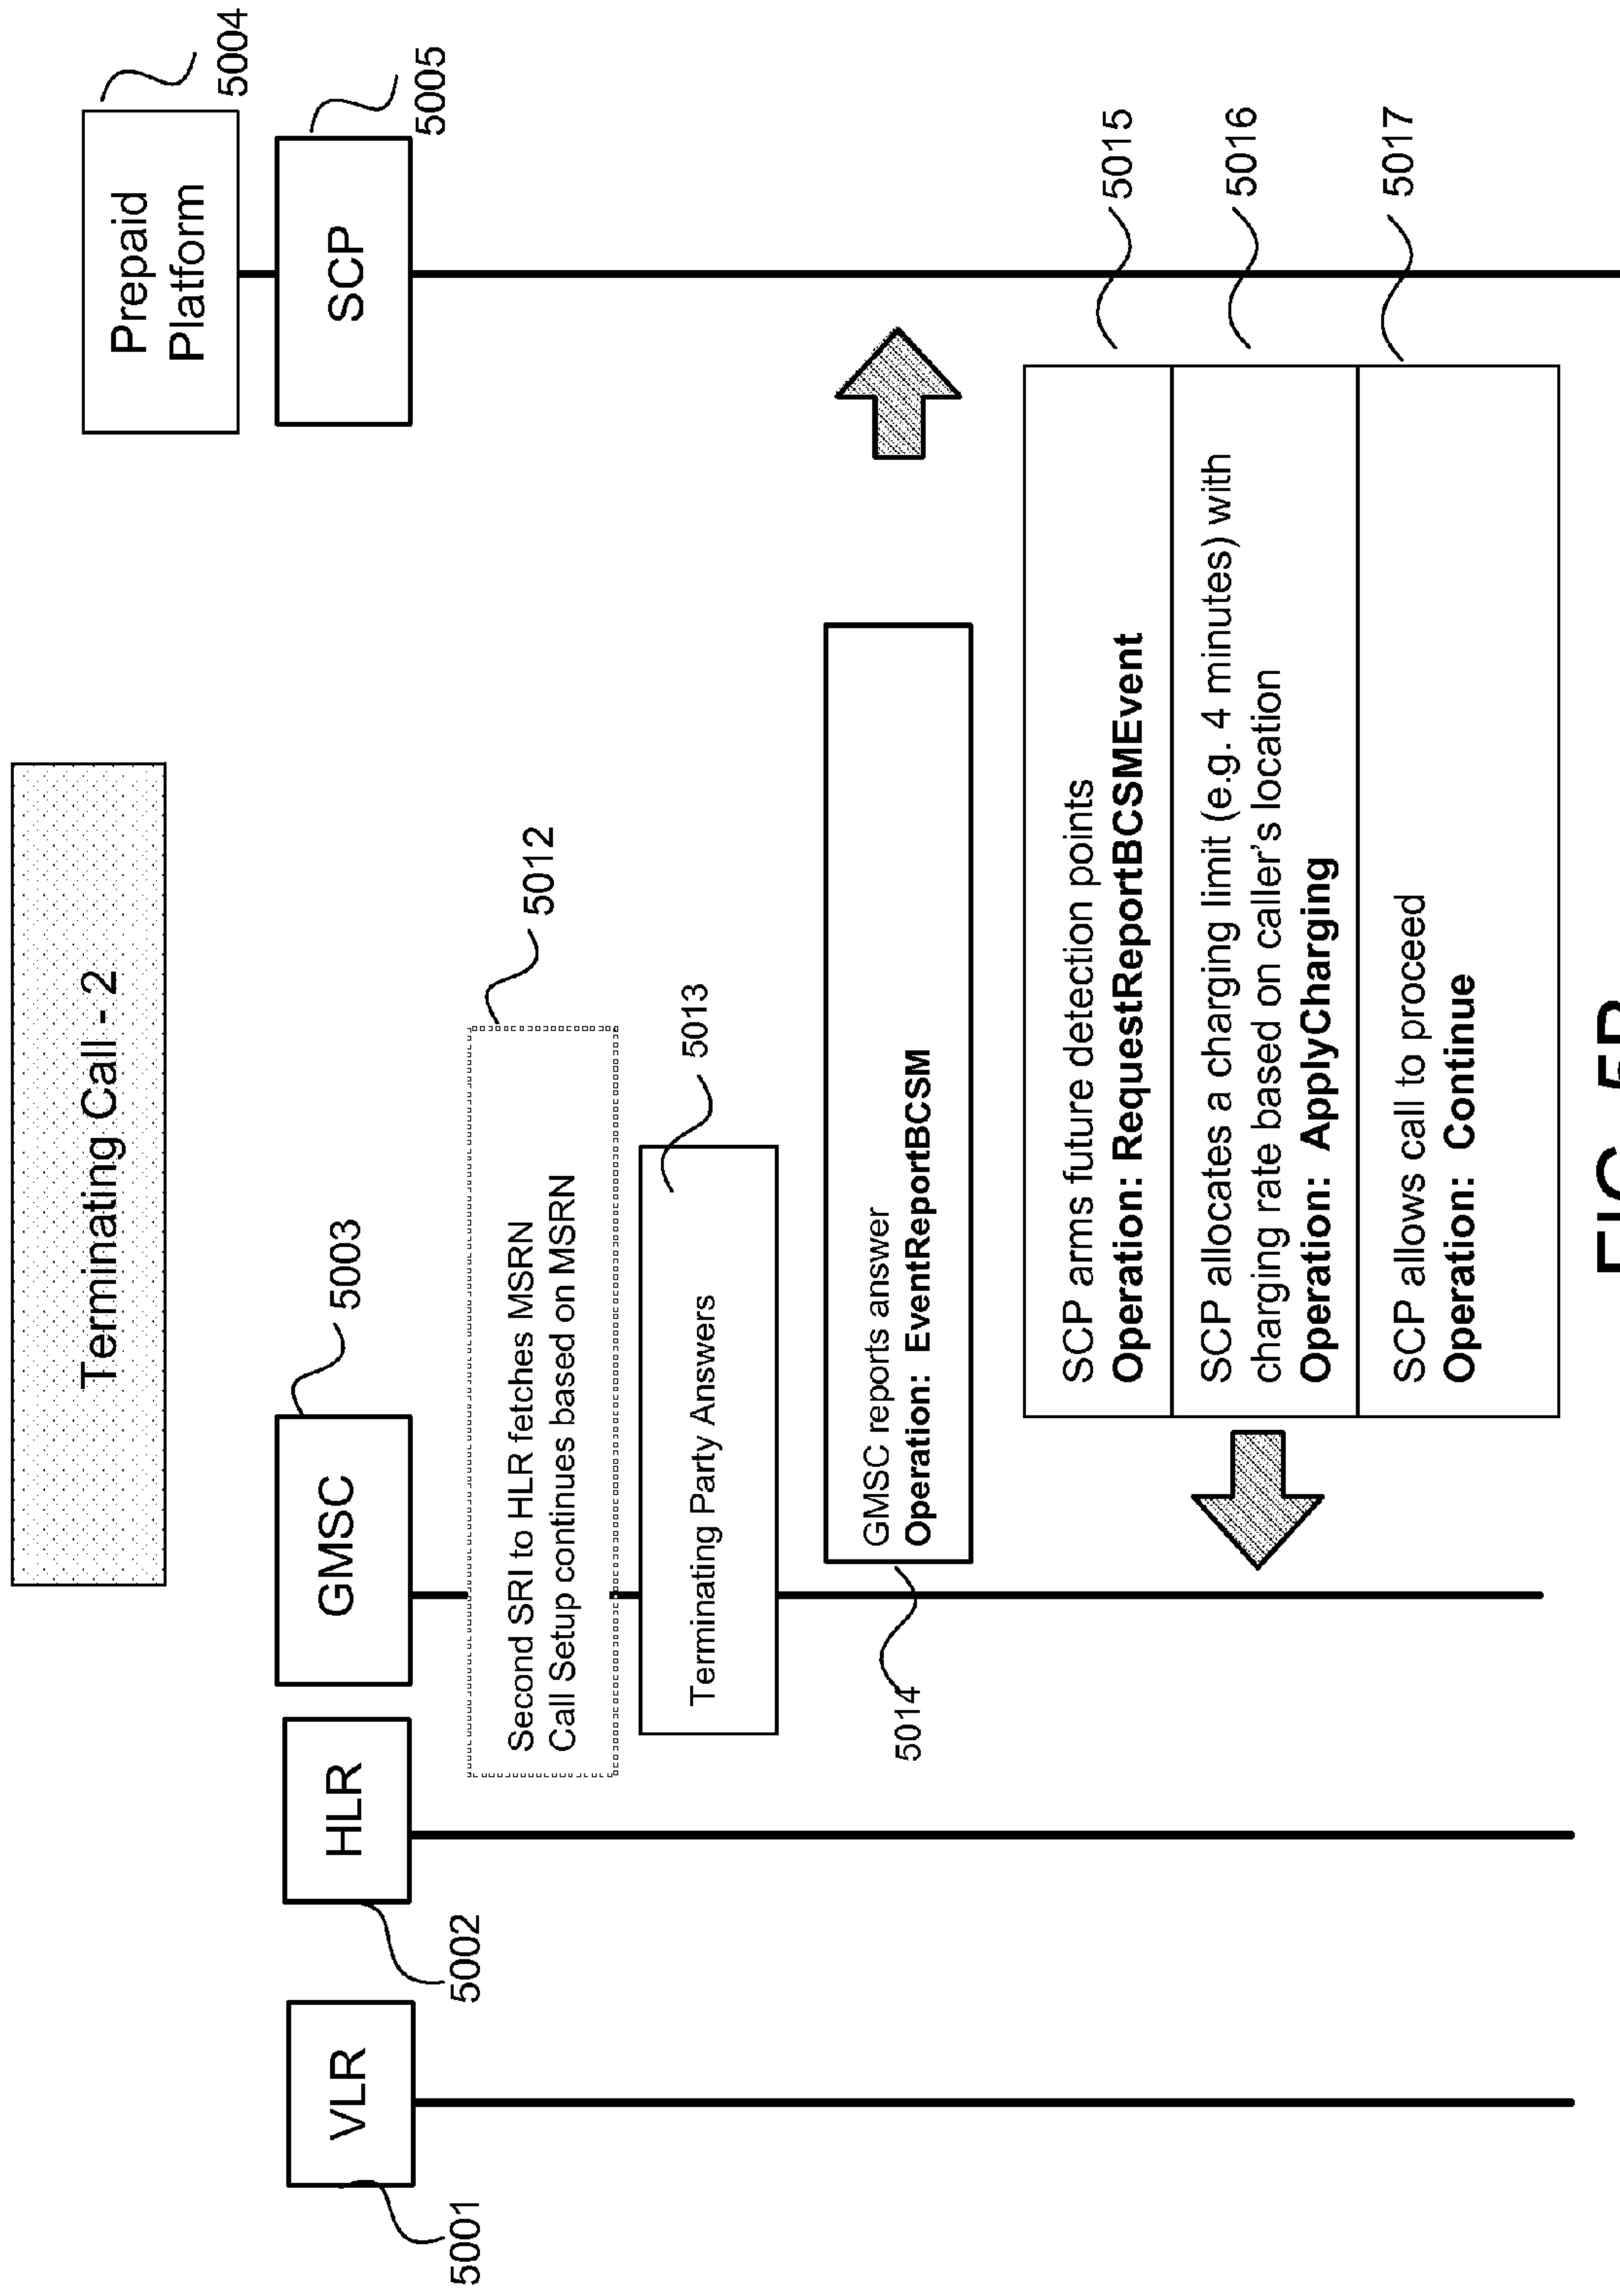 Terminating Call - 2
Prepaid
Platform
5004
VLR
HLR
GMSC
SCP
5001
5002
5003
5005
Second SRI to HLR fetches MSRN
Call Setup continues based on MSRN
5012
Terminating Party Answers
5013
GMSC reports answer
Operation: EventReportBCSM
5014
SCP arms future detection points
Operation: RequestReportBCSMEvent
5015
SCP allocates a charging limit (e.g. 4 minutes) with
charging rate based on caller's location
Operation: ApplyCharging
5016
SCP allows call to proceed
Operation: Continue
5017